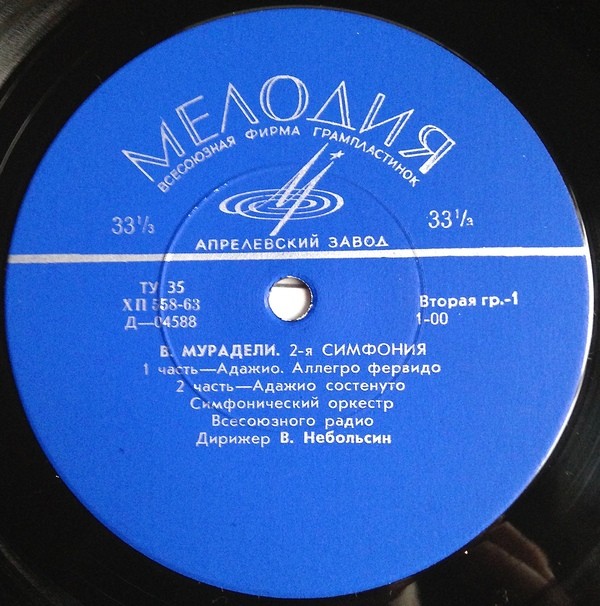 МЕЛОДИЯ
ВСЕСОЮЗНАЯ ФИРМА ГРАМПЛАСТИНОК
33⅓ 33⅓
АПРЕЛЕВСКИЙ ЗАВОД
ТУ 35
ХП 558-63 Вторая гр.-1
Д—04588 1-00
В. МУРАДЕЛИ. 2-я СИМФОНИЯ
1 часть—Адажио. Аллегро фервидо
2 часть—Адажио состенуто
Симфонический оркестр
Всесоюзного радио
Дирижер В. Небольсин